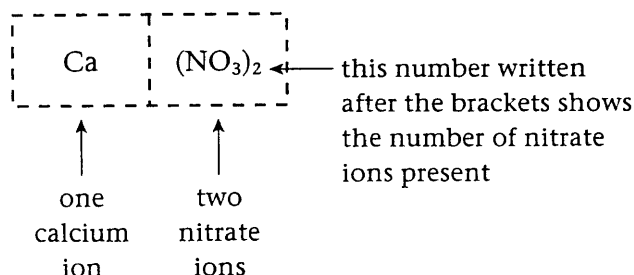 Ca (NO₃)₂
this number written
after the brackets shows
the number of nitrate
ions present
one
calcium
ion
two
nitrate
ions